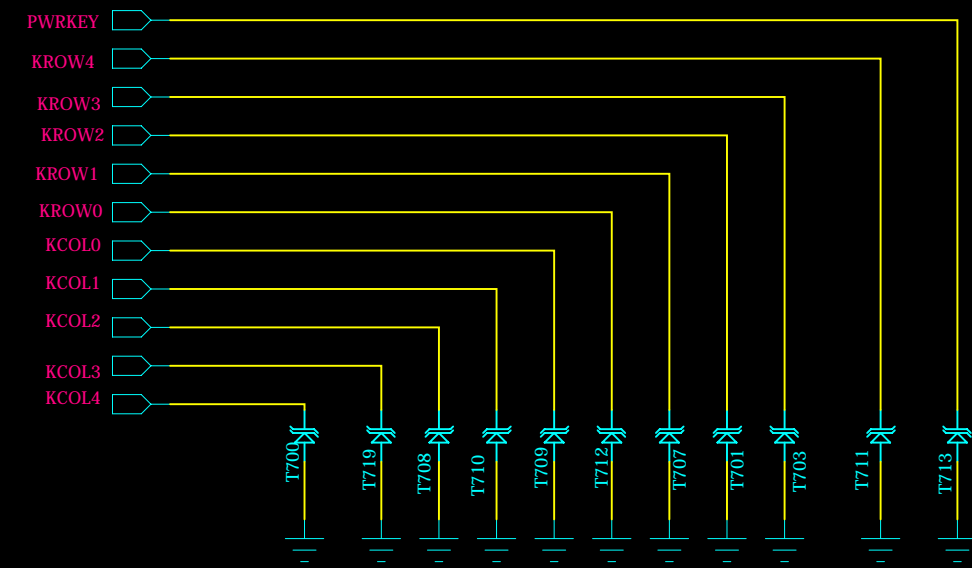 PWRKEY
KROW4
KROW3
KROW2
KROW1
KROW0
KCOL0
KCOL1
KCOL2
KCOL3
KCOL4
T700
T719
T708
T710
T709
T712
T707
T701
T703
T711
T713